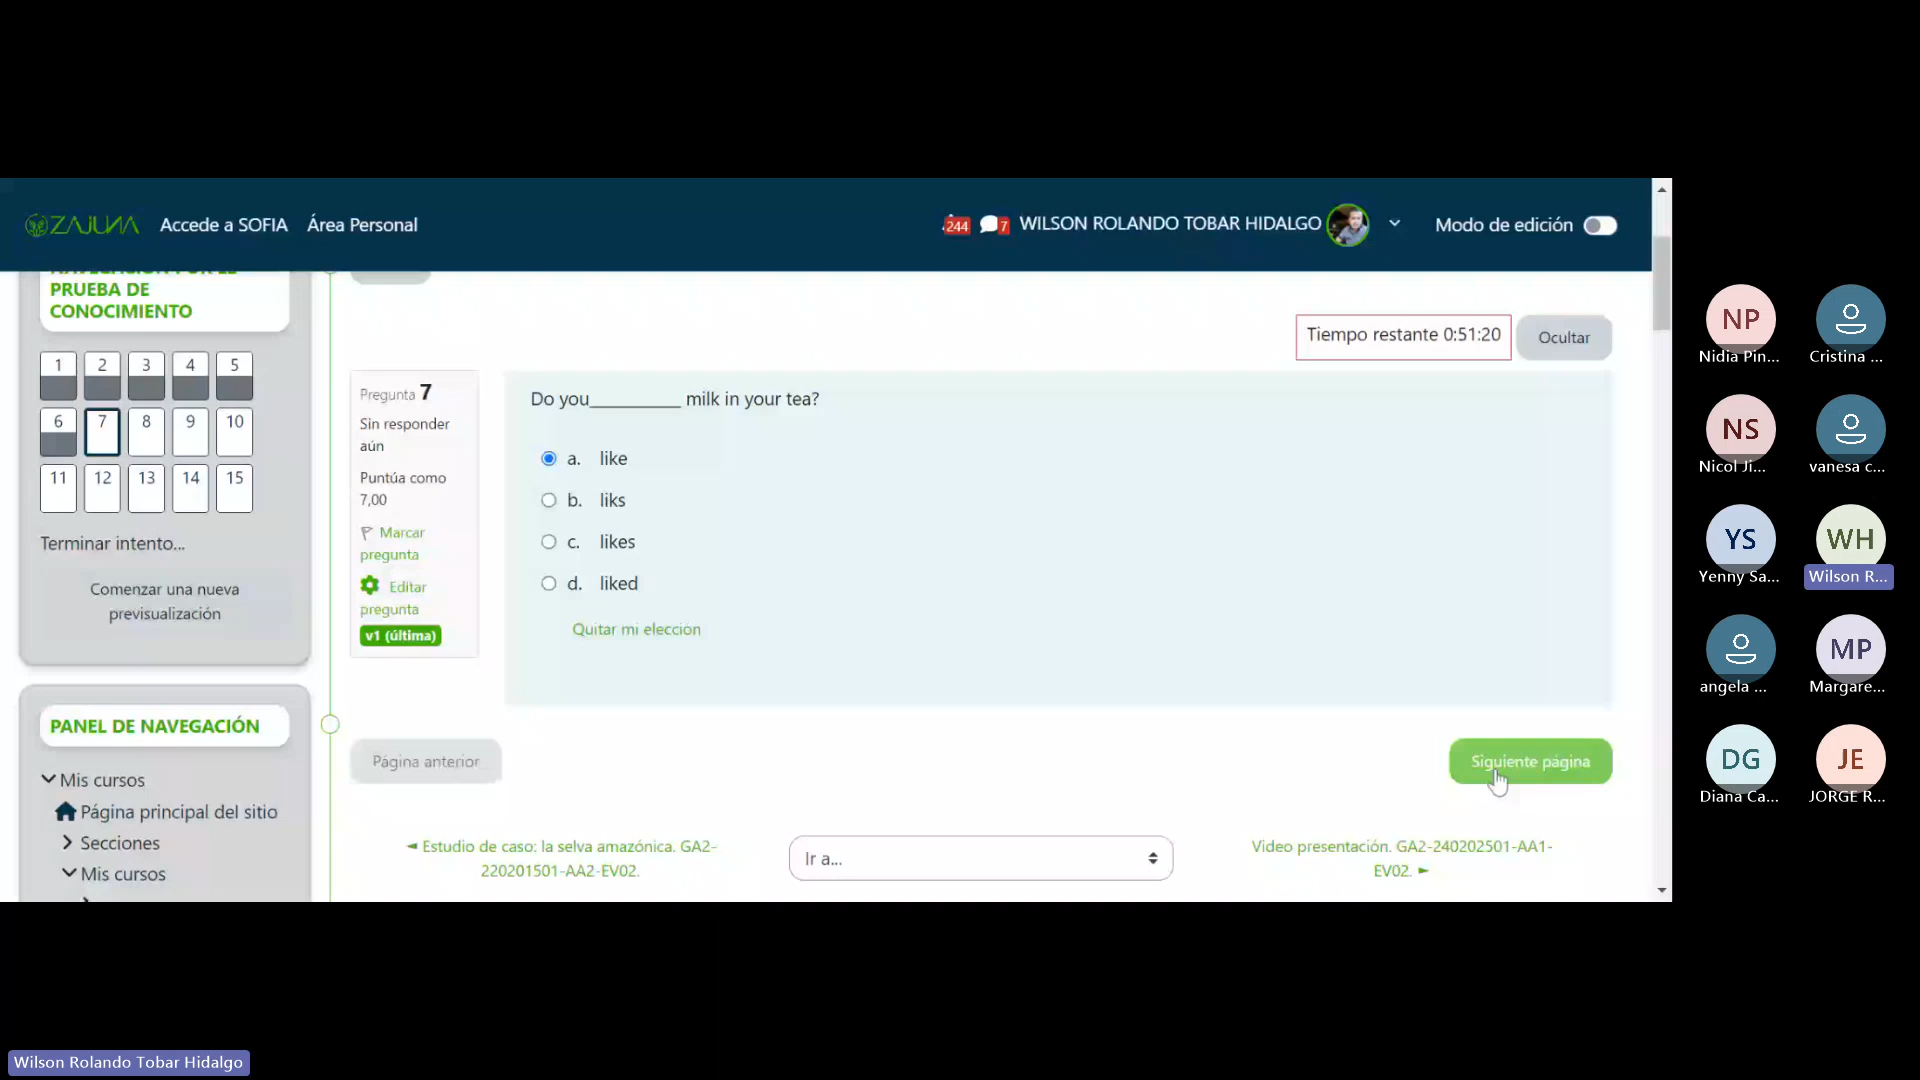 ZAJUNA Accede a SOFIA Área Personal 244 7 WILSON ROLANDO TOBAR HIDALGO Modo de edición
PRUEBA DE
CONOCIMIENTO
1 2 3 4 5
6 7 8 9 10
11 12 13 14 15
Terminar intento...
Comenzar una nueva
previsualización
PANEL DE NAVEGACIÓN
Mis cursos
Página principal del sitio
Secciones
Mis cursos
Tiempo restante 0:51:20 Ocultar
Pregunta 7
Sin responder
aún
Puntúa como
7,00
Marcar
pregunta
Editar
pregunta
v1 (última)
Do you__________ milk in your tea?
a. like
b. liks
c. likes
d. liked
Quitar mi elección
Página anterior
Siguiente página
◄ Estudio de caso: la selva amazónica. GA2-
220201501-AA2-EV02.
Ir a...
Video presentación. GA2-240202501-AA1-
EV02. ►
NP
Nidia Pin...
Cristina ...
NS
Nicol Ji...
vanesa c...
YS
Yenny Sa...
WH
Wilson R...
angela ...
MP
Margare...
DG
Diana Ca...
JE
JORGE R...
Wilson Rolando Tobar Hidalgo